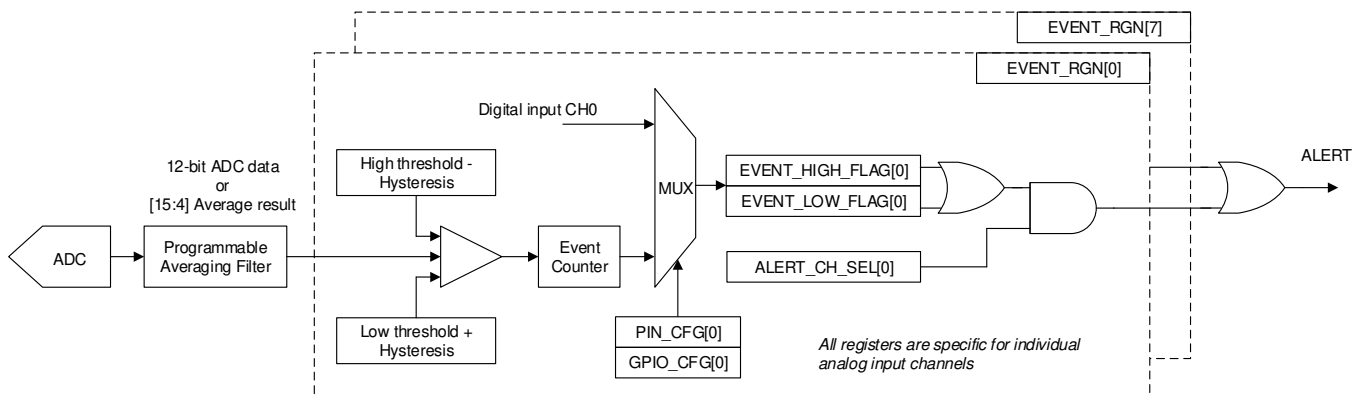 EVENT_RGN[7]
EVENT_RGN[0]
Digital input CH0
12-bit ADC data
or
[15:4] Average result
High threshold -
Hysteresis
MUX
EVENT_HIGH_FLAG[0]
EVENT_LOW_FLAG[0]
ALERT
ADC
Programmable
Averaging Filter
Event
Counter
ALERT_CH_SEL[0]
Low threshold +
Hysteresis
PIN_CFG[0]
GPIO_CFG[0]
All registers are specific for individual
analog input channels